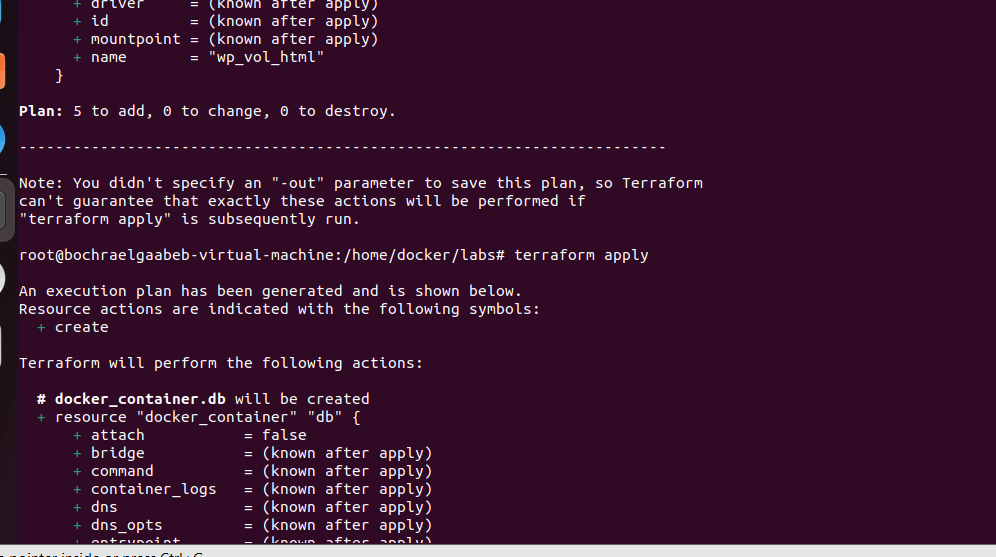 + driver     = (known after apply)
+ id         = (known after apply)
+ mountpoint = (known after apply)
+ name       = "wp_vol_html"
}
Plan: 5 to add, 0 to change, 0 to destroy.
------------------------------------------------------------------------
Note: You didn't specify an "-out" parameter to save this plan, so Terraform
can't guarantee that exactly these actions will be performed if
"terraform apply" is subsequently run.
root@bochraelgaabeb-virtual-machine:/home/docker/labs# terraform apply
An execution plan has been generated and is shown below.
Resource actions are indicated with the following symbols:
+ create
Terraform will perform the following actions:
# docker_container.db will be created
+ resource "docker_container" "db" {
+ attach           = false
+ bridge           = (known after apply)
+ command          = (known after apply)
+ container_logs   = (known after apply)
+ dns              = (known after apply)
+ dns_opts         = (known after apply)
+ entrypoint       = (known after apply)
pointer inside or press Ctrl+G